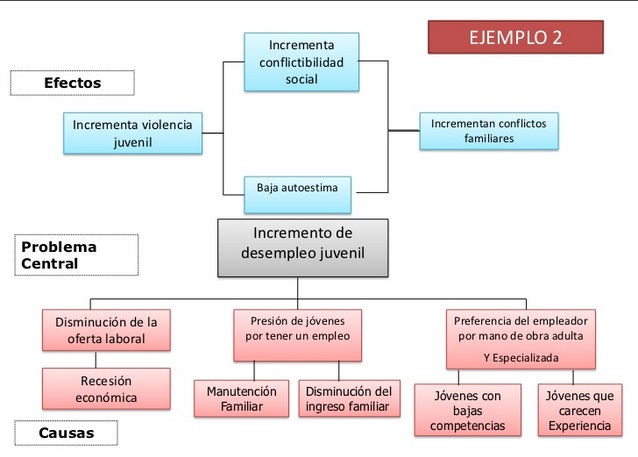 EJEMPLO 2
Incrementa
conflictibilidad
social
Efectos
Incrementa violencia
juvenil
Incrementan conflictos
familiares
Baja autoestima
Problema
Central
Incremento de
desempleo juvenil
Disminución de la
oferta laboral
Presión de jóvenes
por tener un empleo
Preferencia del empleador
por mano de obra adulta
Y Especializada
Recesión
económica
Manutención
Familiar
Disminución del
ingreso familiar
Jóvenes con
bajas
competencias
Jóvenes que
carecen
Experiencia
Causas